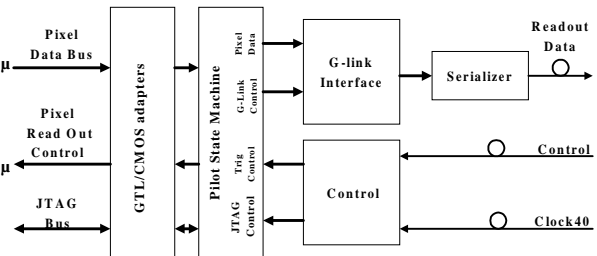 Pixel
Data Bus
µ
Pixel
Read Out
Control
µ
JTAG
Bus
GTL/CMOS adapters
Pilot State Machine
Pixel
Data
G-Link
Control
Trig
Control
JTAG
Control
G-link
Interface
Serializer
Readout
Data
Control
Control
Clock40